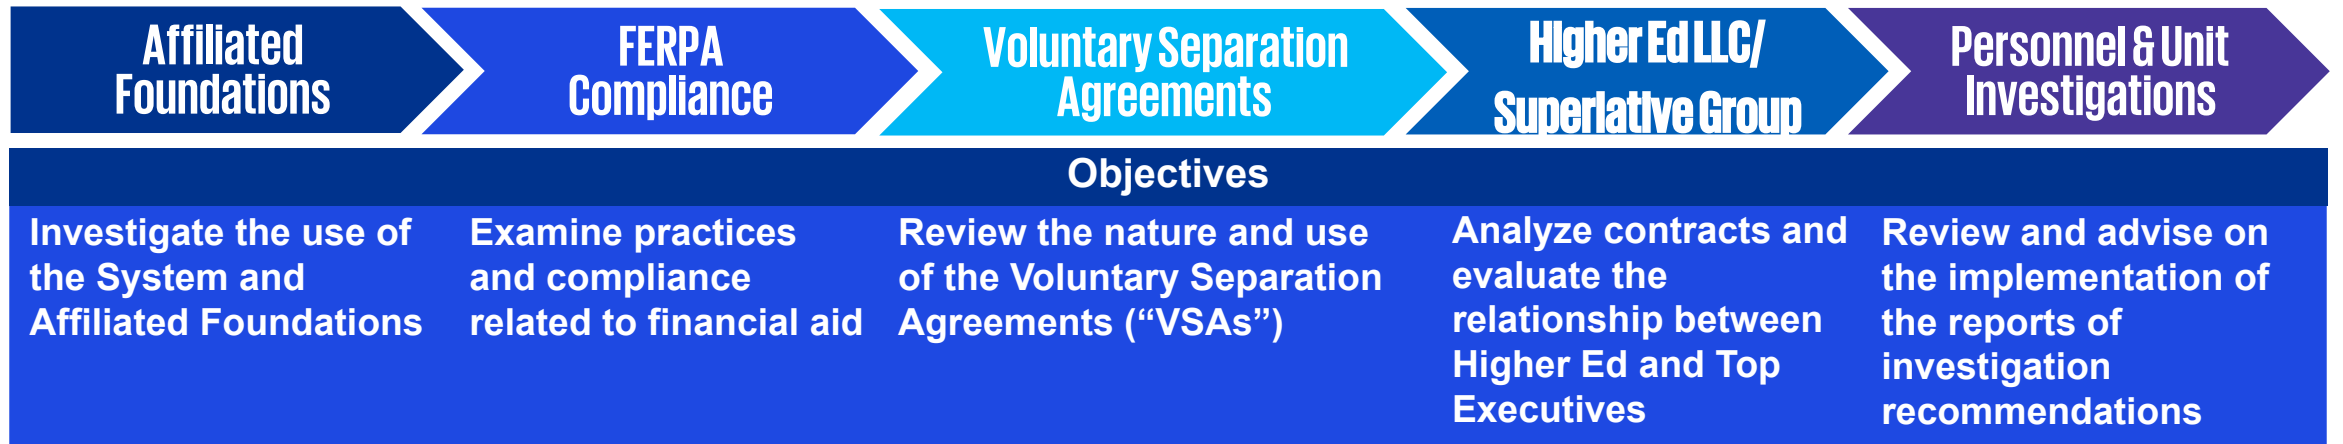 Affiliated
Foundations
FERPA
Compliance
Voluntary Separation
Agreements
Higher Ed LLC/
Superlative Group
Personnel & Unit
Investigations
Objectives
Investigate the use of
the System and
Affiliated Foundations
Examine practices
and compliance
related to financial aid
Review the nature and use
of the Voluntary Separation
Agreements (“VSAs”)
Analyze contracts and
evaluate the
relationship between
Higher Ed and Top
Executives
Review and advise on
the implementation of
the reports of
investigation
recommendations